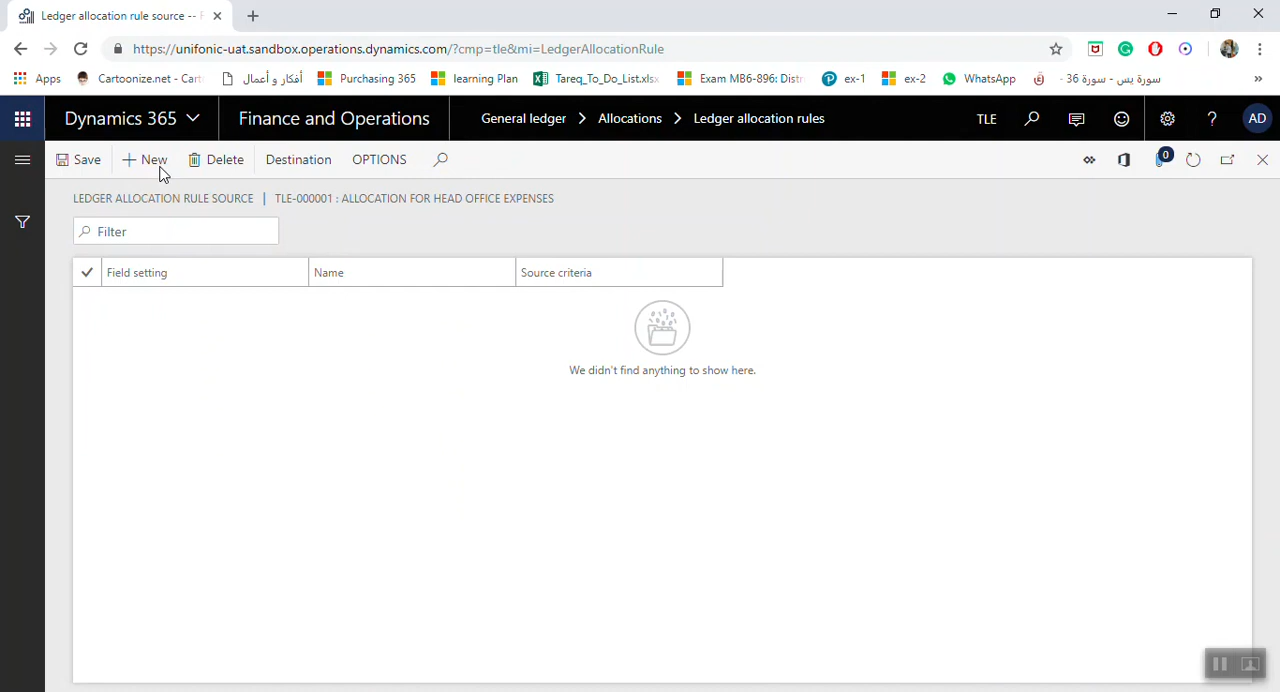 Ledger allocation rule source -- F
https://unifonic-uat.sandbox.operations.dynamics.com/?cmp=tle&mi=LedgerAllocationRule
Apps Cartoonize.net - Cart أفكار و أعمال Purchasing 365 learning Plan Tareq_To_Do_List.xlsx Exam MB6-896: Distr ex-1 ex-2 WhatsApp سورة يس - سورة 36 - »
Dynamics 365 Finance and Operations General ledger > Allocations > Ledger allocation rules TLE ? AD
Save + New Delete Destination OPTIONS 0
LEDGER ALLOCATION RULE SOURCE | TLE-000001 : ALLOCATION FOR HEAD OFFICE EXPENSES
Filter
Field setting Name Source criteria
We didn't find anything to show here.